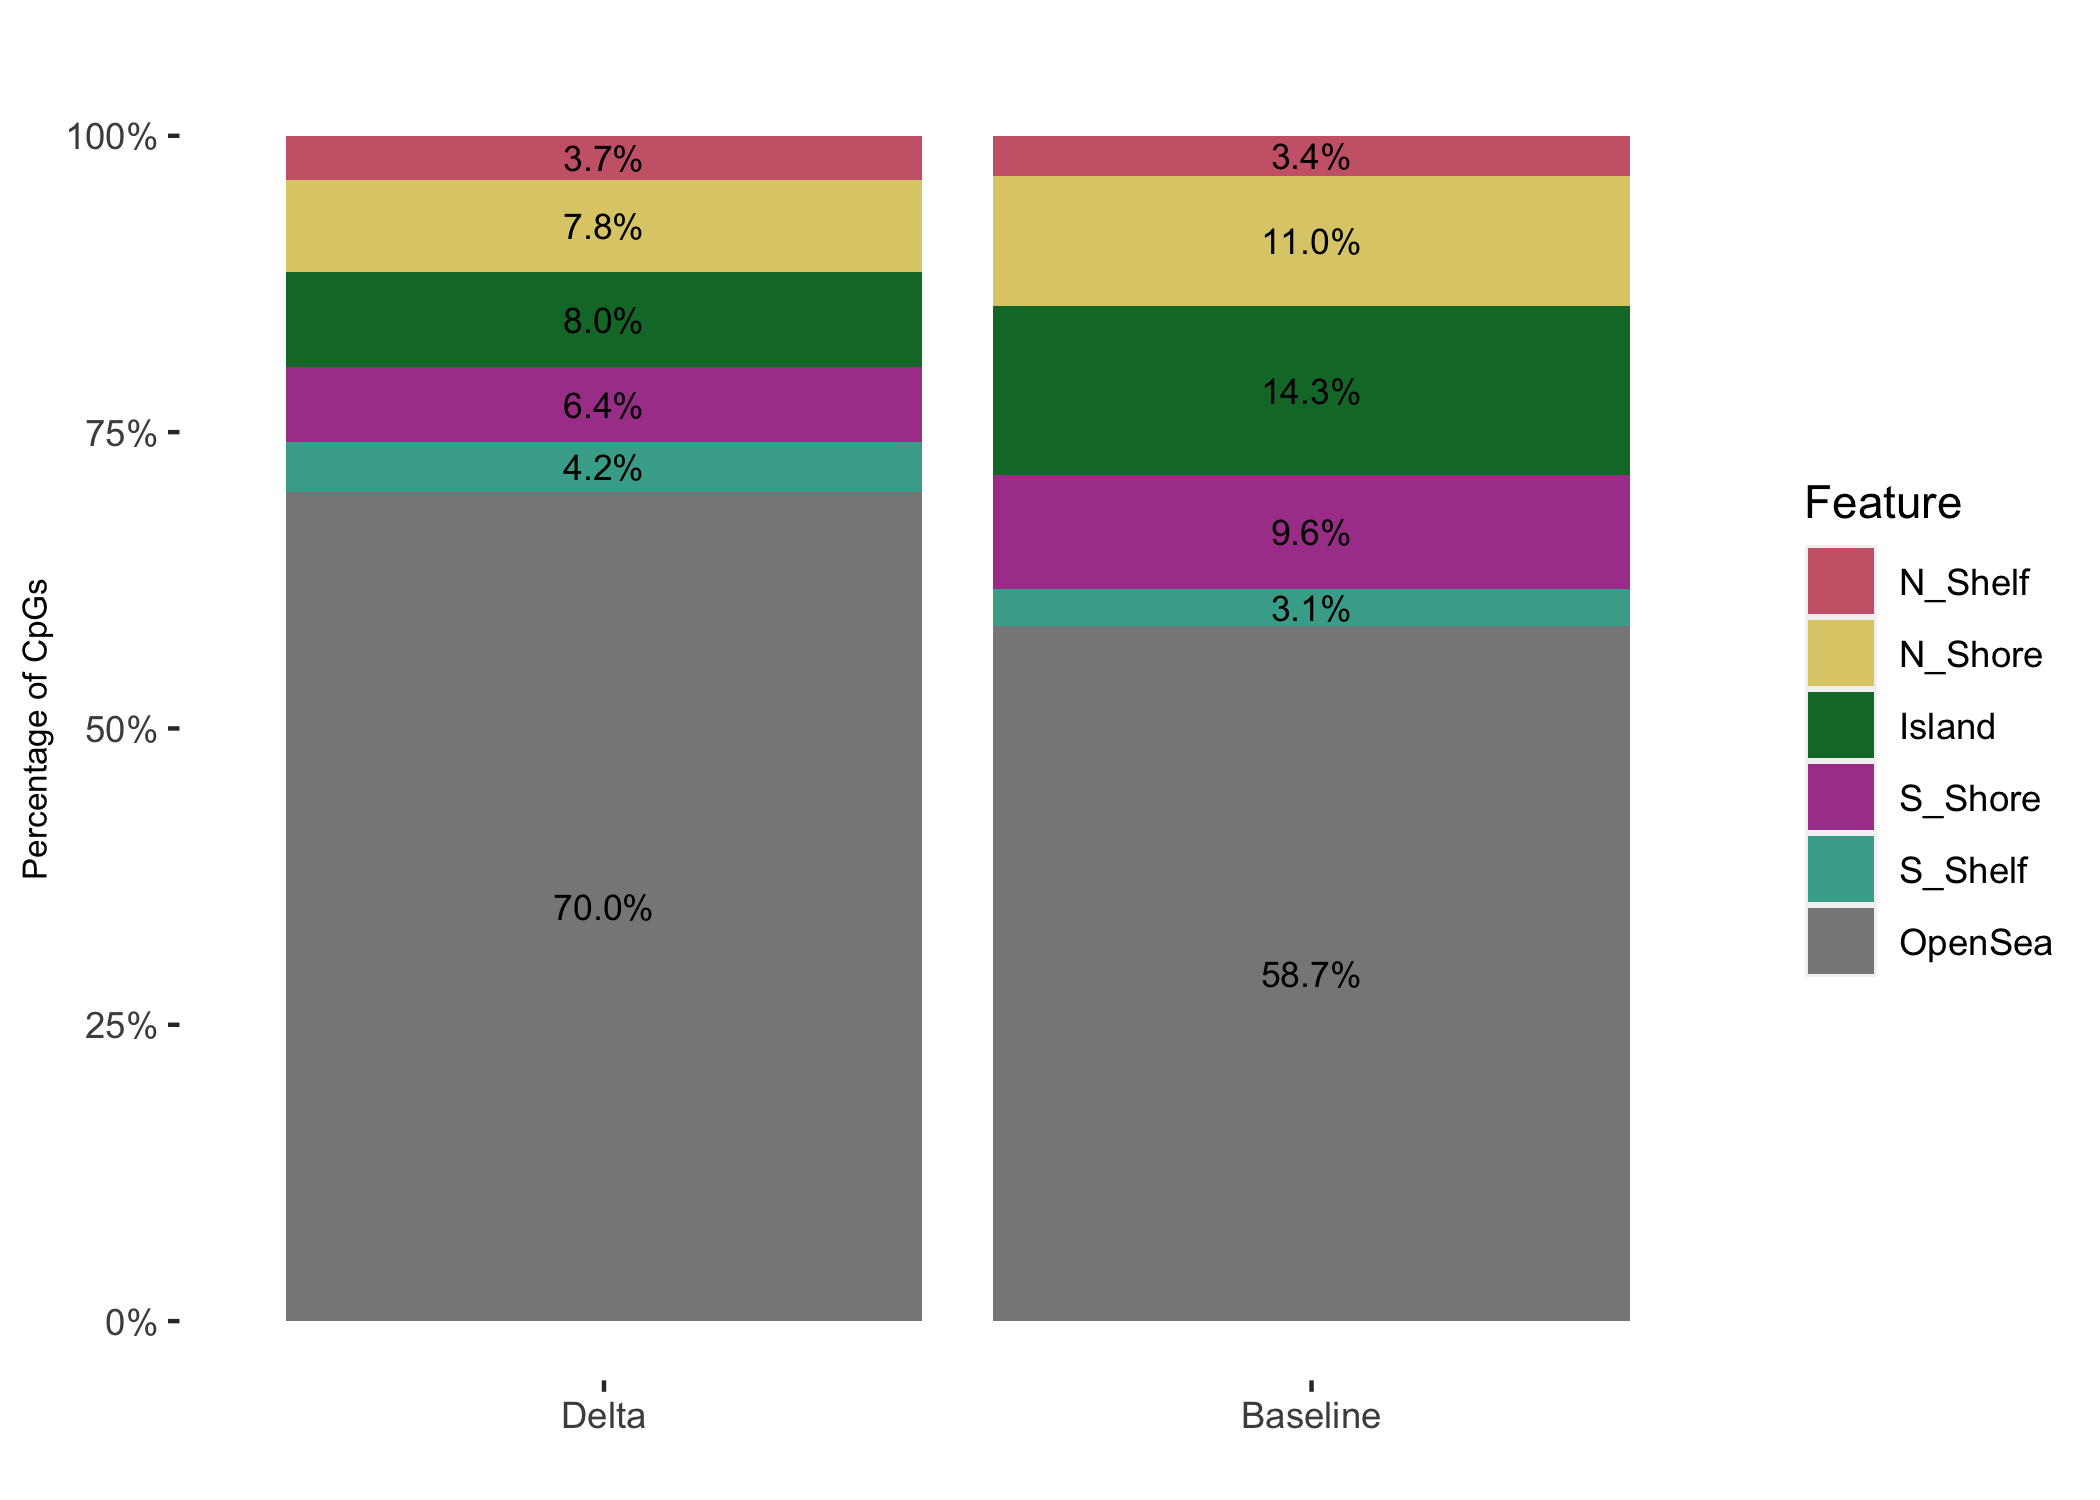 Percentage of CpGs
100%
75%
50%
25%
0%
3.7%
7.8%
8.0%
6.4%
4.2%
70.0%
3.4%
11.0%
14.3%
9.6%
3.1%
58.7%
Delta
Baseline
Feature
N_Shelf
N_Shore
Island
S_Shore
S_Shelf
OpenSea